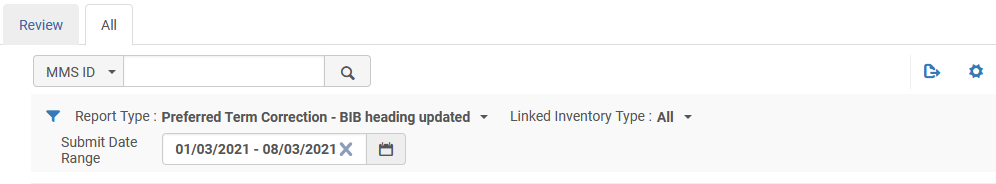 Review All
MMS ID
Report Type : Preferred Term Correction - BIB heading updated Linked Inventory Type : All
Submit Date
Range
01/03/2021 - 08/03/2021